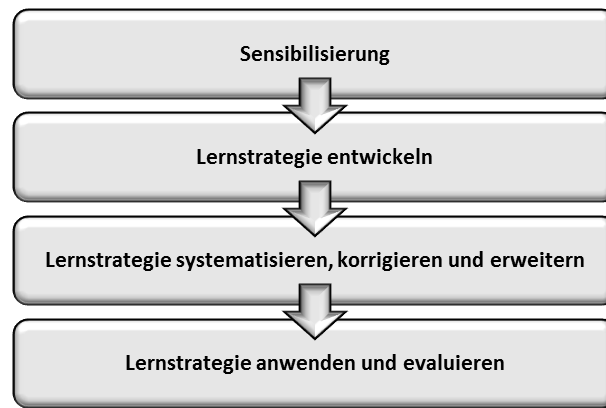 Sensibilisierung
Lernstrategie entwickeln
Lernstrategie systematisieren, korrigieren und erweitern
Lernstrategie anwenden und evaluieren